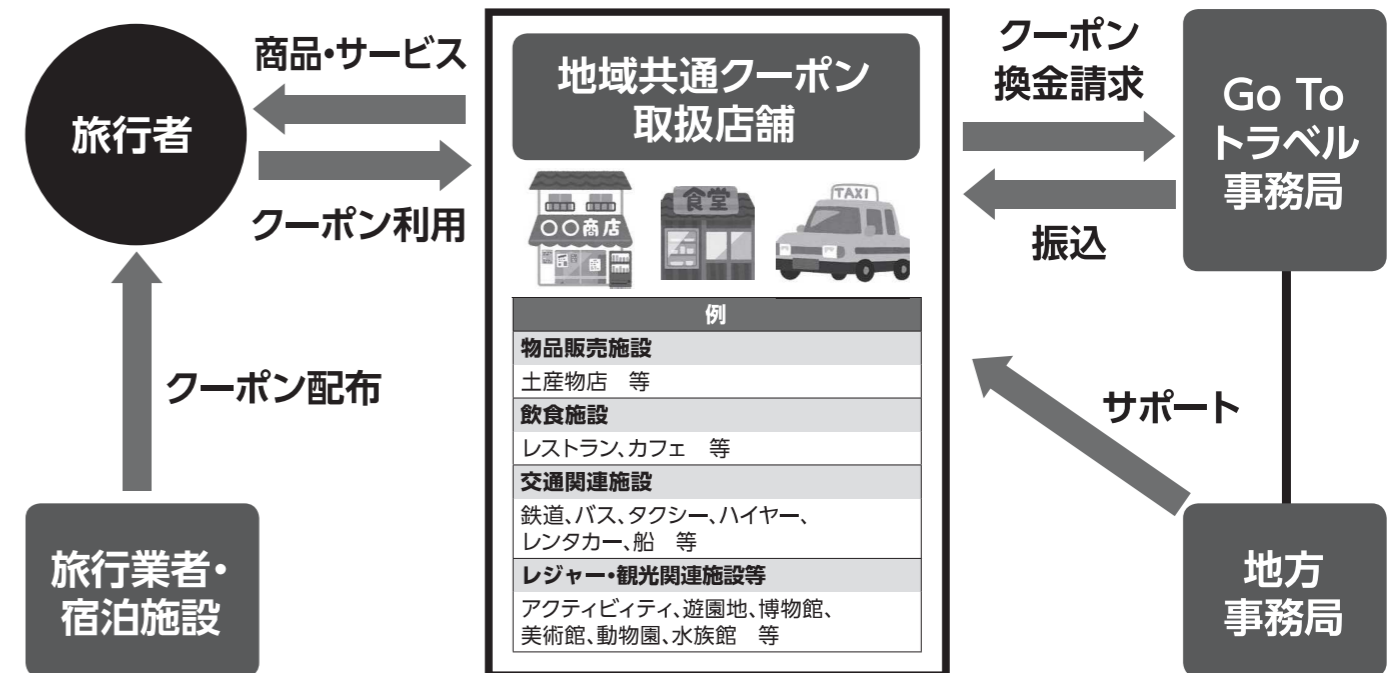 旅行者
商品・サービス
クーポン利用
クーポン配布
旅行業者・
宿泊施設
地域共通クーポン
取扱店舗
〇〇商店
食堂
TAXI
例
物品販売施設
土産物店 等
飲食施設
レストラン、カフェ 等
交通関連施設
鉄道、バス、タクシー、ハイヤー、
レンタカー、船 等
レジャー・観光関連施設等
アクティビィティ、遊園地、博物館、
美術館、動物園、水族館 等
クーポン
換金請求
振込
サポート
Go To
トラベル
事務局
地方
事務局